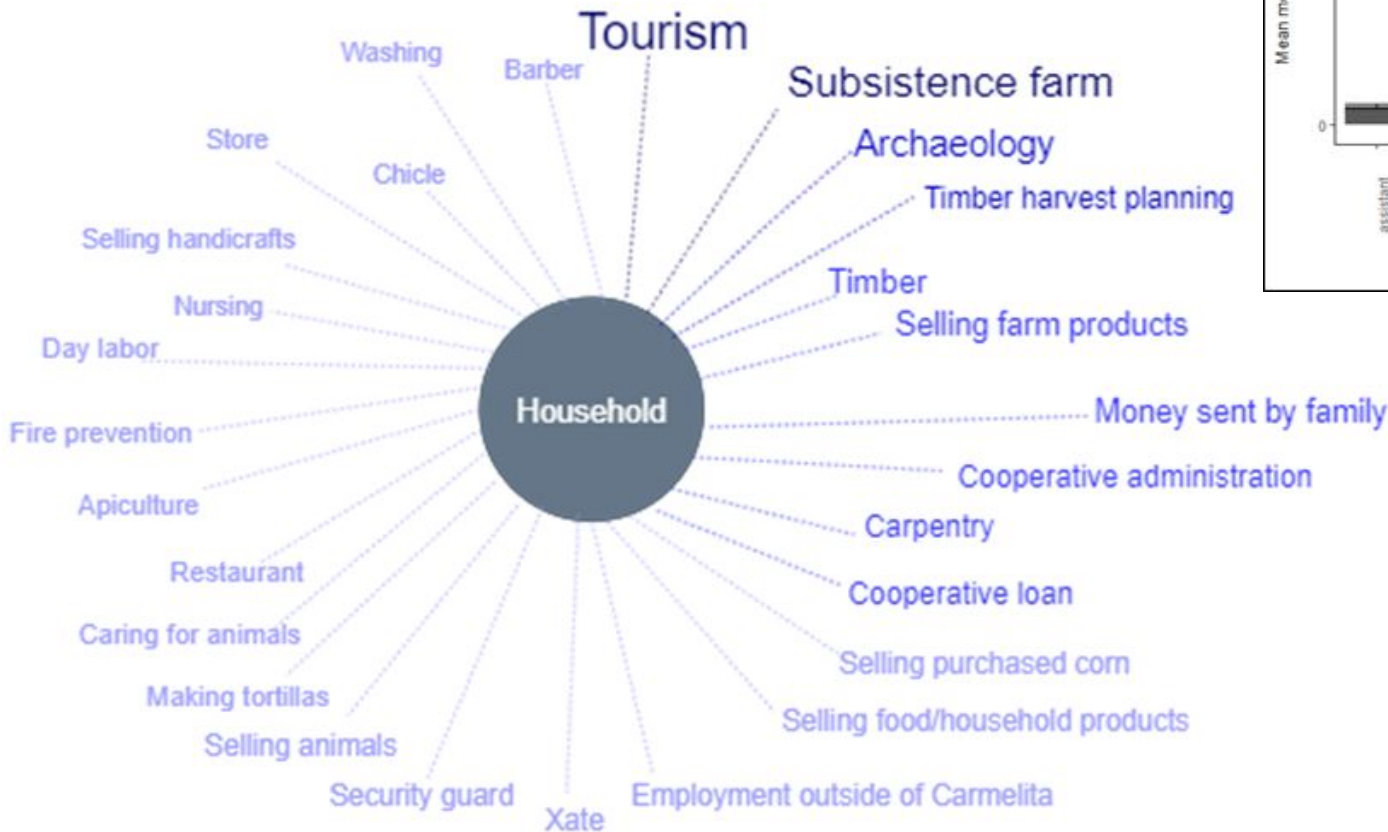 Tourism
Washing
Barber
Subsistence farm
Store
Archaeology
Chicle
Timber harvest planning
Selling handicrafts
Timber
Nursing
Selling farm products
Day labor
Household
Money sent by family
Fire prevention
Cooperative administration
Apiculture
Carpentry
Restaurant
Cooperative loan
Caring for animals
Selling purchased corn
Making tortillas
Selling food/household products
Selling animals
Security guard
Employment outside of Carmelita
Xate
Mean
0
assistant